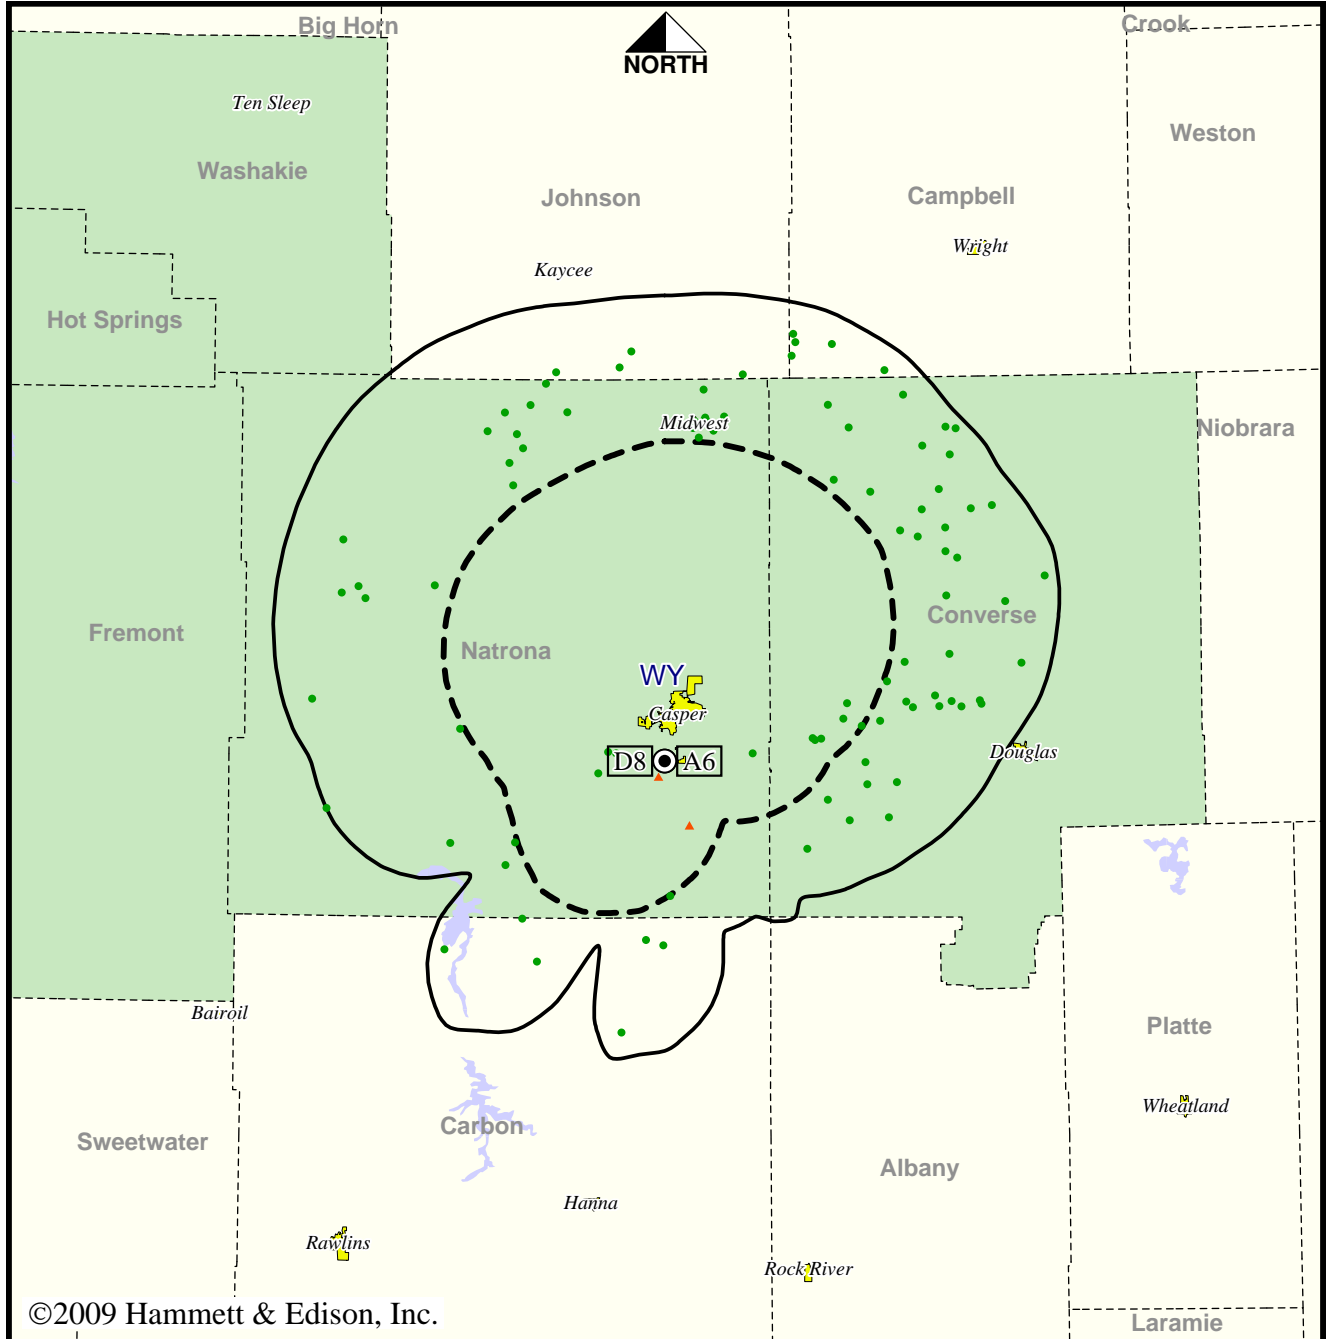 Big Horn
Crook
NORTH
Ten Sleep
Weston
Washakie
Johnson
Campbell
Wright
Kaycee
Hot Springs
Midwest
Niobrara
Converse
Fremont
Natrona
WY
Casper
Douglas
D8
A6
Bairoil
Platte
Wheatland
Carbon
Sweetwater
Albany
Hanna
Rawlins
Rock River
©2009 Hammett & Edison, Inc.
Laramie